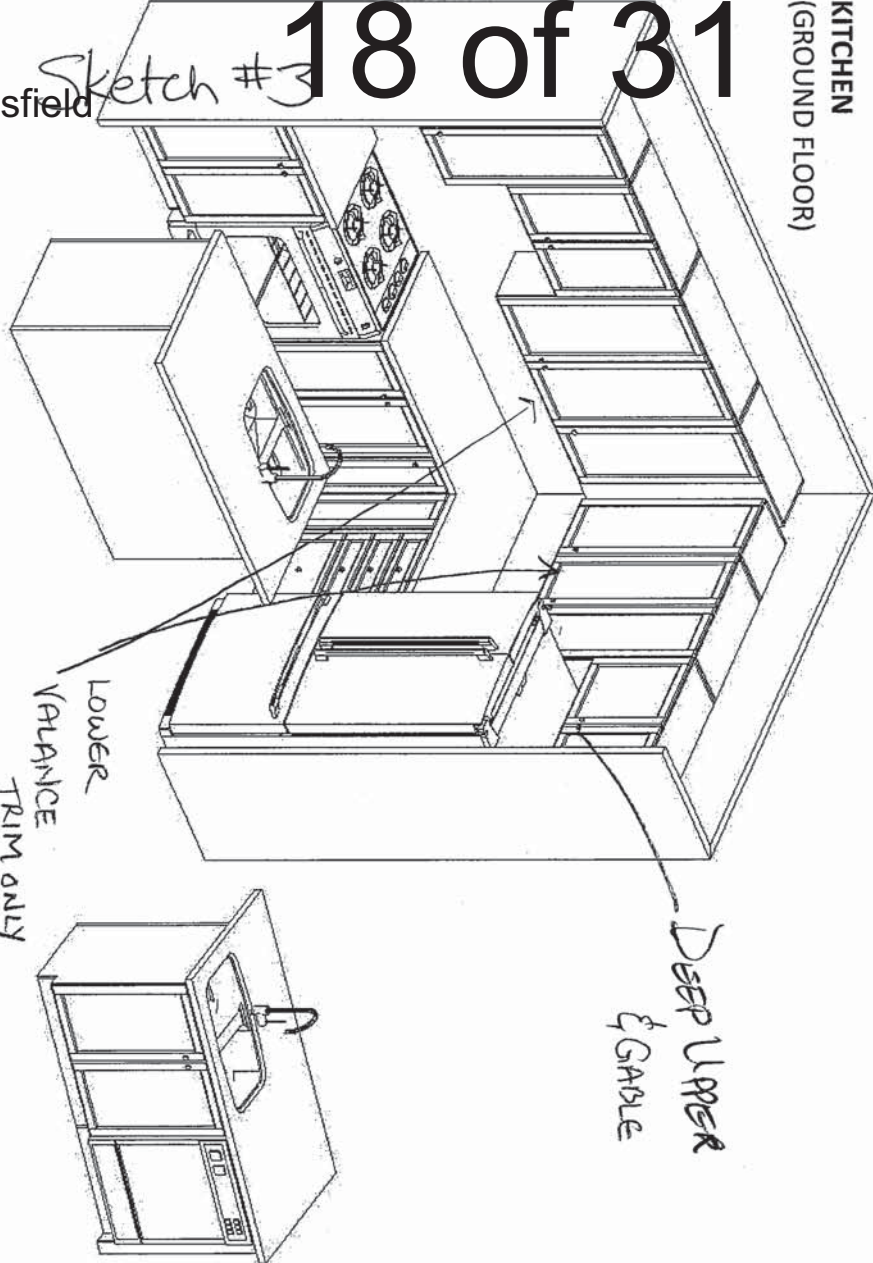 18 of 31
Sketch #3
sfield
KITCHEN
(GROUND FLOOR)
LOWER
VALANCE
TRIM ONLY
DEEP UPPER
& GABLE